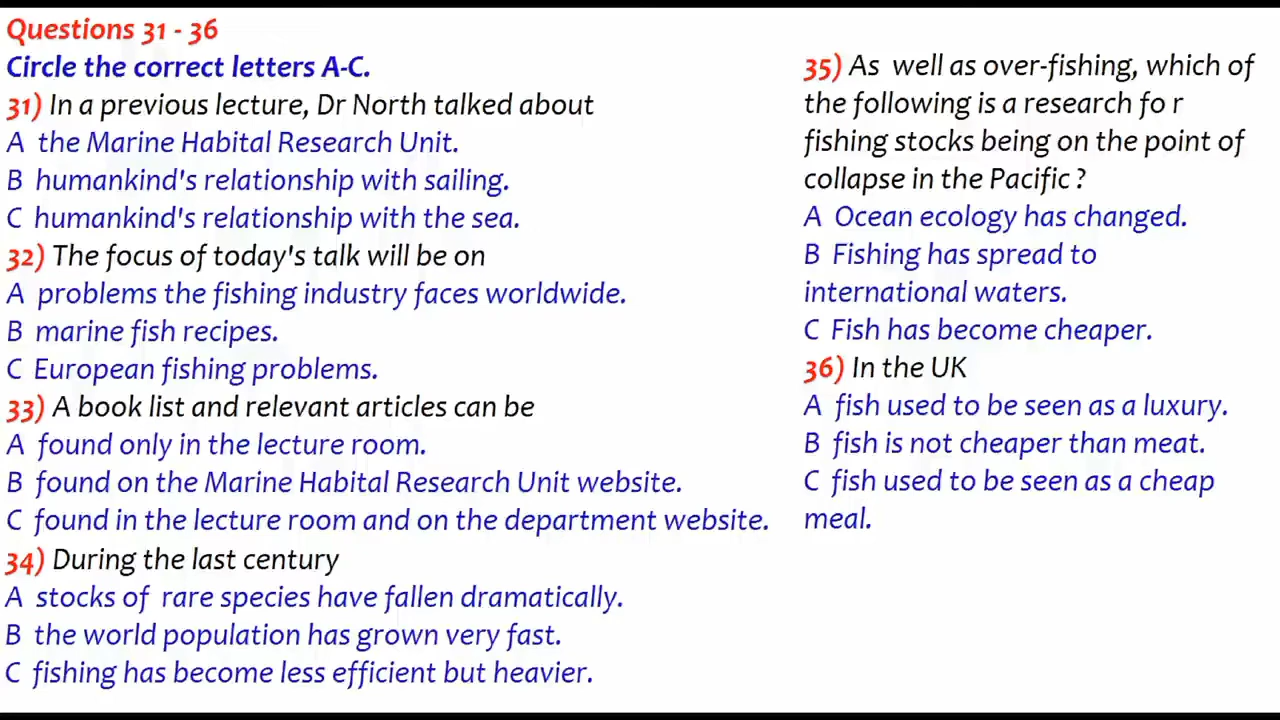 Questions 31 - 36
Circle the correct letters A-C.
31) In a previous lecture, Dr North talked about
A the Marine Habital Research Unit.
B humankind's relationship with sailing.
C humankind's relationship with the sea.
32) The focus of today's talk will be on
A problems the fishing industry faces worldwide.
B marine fish recipes.
C European fishing problems.
33) A book list and relevant articles can be
A found only in the lecture room.
B found on the Marine Habital Research Unit website.
C found in the lecture room and on the department website.
34) During the last century
A stocks of rare species have fallen dramatically.
B the world population has grown very fast.
C fishing has become less efficient but heavier.
35) As well as over-fishing, which of
the following is a research fo r
fishing stocks being on the point of
collapse in the Pacific ?
A Ocean ecology has changed.
B Fishing has spread to
international waters.
C Fish has become cheaper.
36) In the UK
A fish used to be seen as a luxury.
B fish is not cheaper than meat.
C fish used to be seen as a cheap
meal.